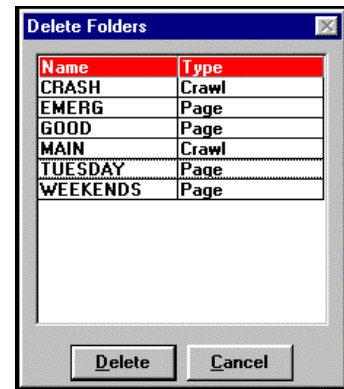 Delete Folders
Name Type
CRASH Crawl
EMERG Page
GOOD Page
MAIN Crawl
TUESDAY Page
WEEKENDS Page
Delete Cancel